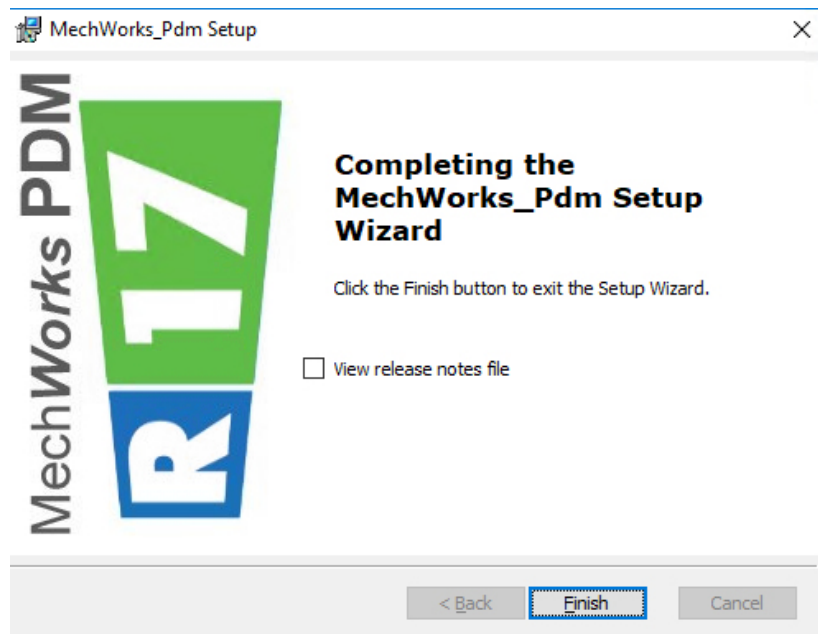 MechWorks_Pdm Setup
MechWorks PDM
R17
Completing the
MechWorks_Pdm Setup
Wizard
Click the Finish button to exit the Setup Wizard.
View release notes file
< Back
Finish
Cancel